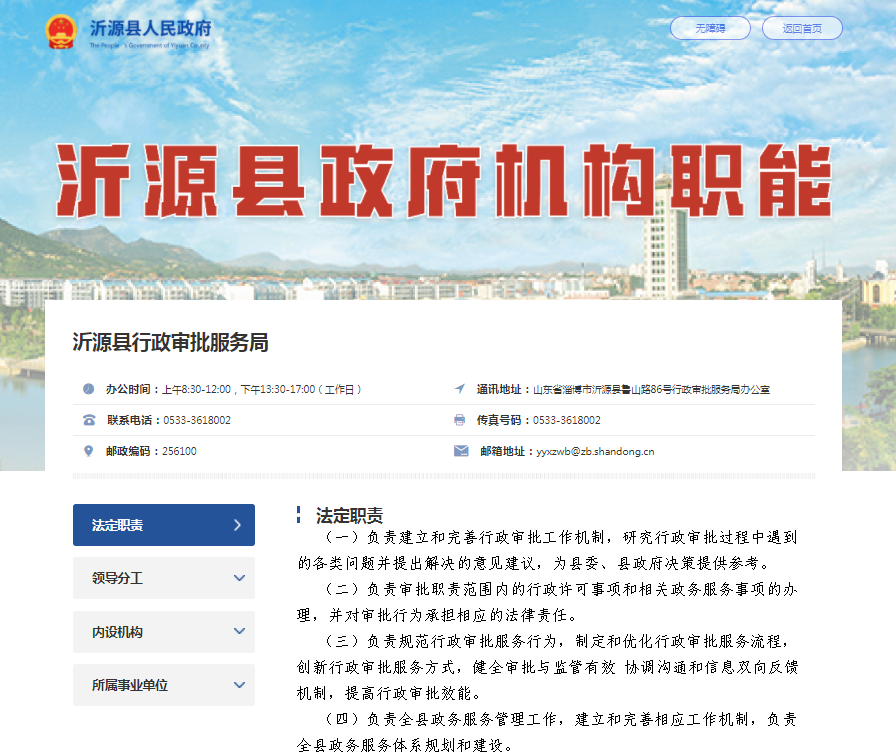 沂源县人民政府
The People's Government of Yiyuan County
无障碍
返回首页
沂源县政府机构职能
沂源县行政审批服务局
办公时间：上午8:30-12:00，下午13:30-17:00（工作日）
通讯地址：山东省淄博市沂源县鲁山路86号行政审批服务局办公室
联系电话：0533-3618002
传真号码：0533-3618002
邮政编码：256100
邮箱地址：yyxzwb@zb.shandong.cn
法定职责
领导分工
内设机构
所属事业单位
法定职责
（一）负责建立和完善行政审批工作机制，研究行政审批过程中遇到
的各类问题并提出解决的意见建议，为县委、县政府决策提供参考。
（二）负责审批职责范围内的行政许可事项和相关政务服务事项的办
理，并对审批行为承担相应的法律责任。
（三）负责规范行政审批服务行为，制定和优化行政审批服务流程，
创新行政审批服务方式，健全审批与监管有效 协调沟通和信息双向反馈
机制，提高行政审批效能。
（四）负责全县政务服务管理工作，建立和完善相应工作机制，负责
全县政务服务体系规划和建设。